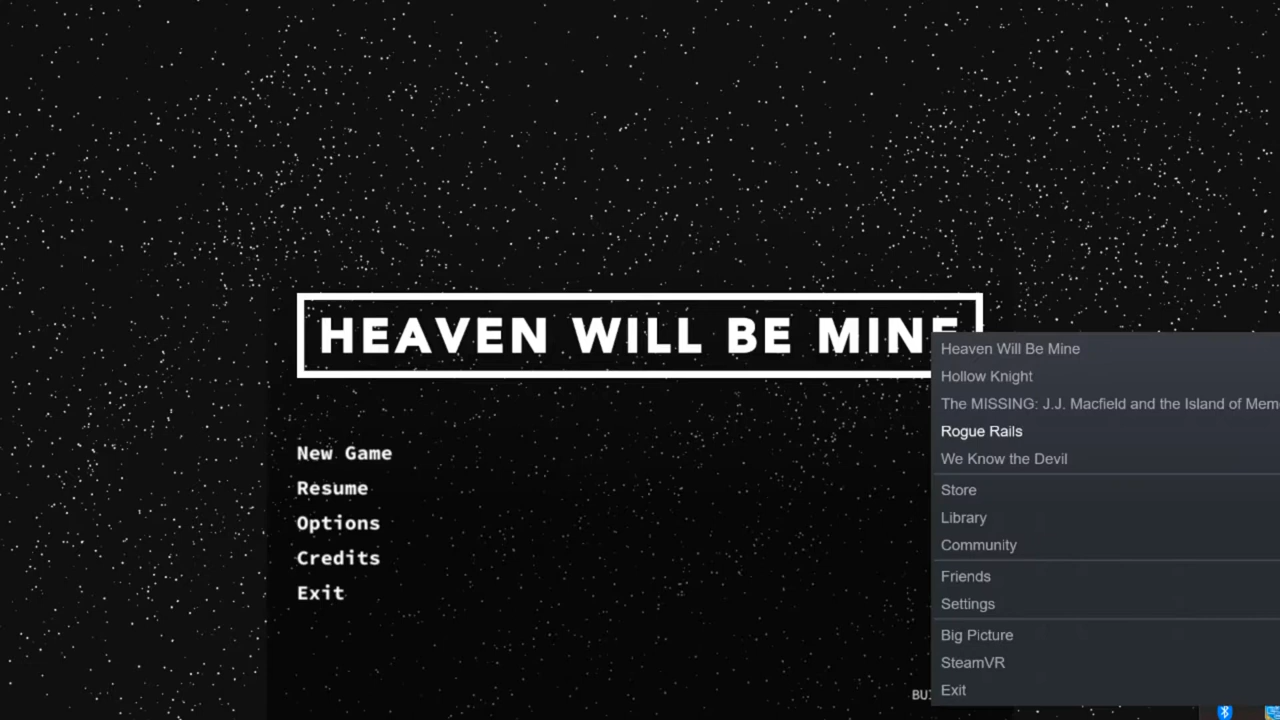 HEAVEN WILL BE MINE
New Game
Resume
Options
Credits
Exit
Heaven Will Be Mine
Hollow Knight
The MISSING: J.J. Macfield and the Island of Mem
Rogue Rails
We Know the Devil
Store
Library
Community
Friends
Settings
Big Picture
SteamVR
Exit